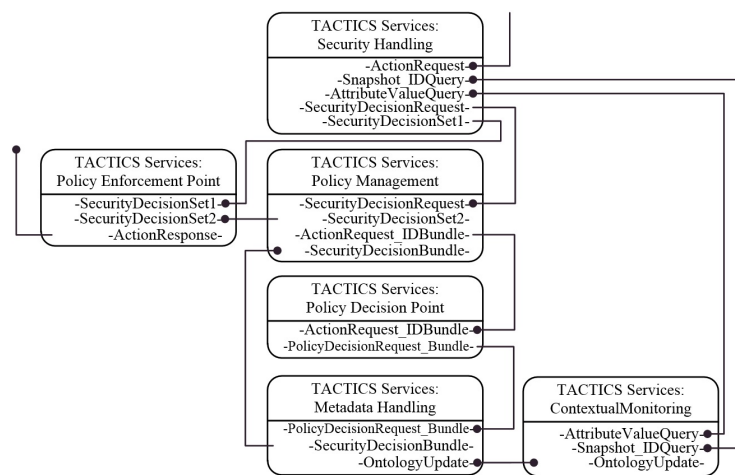 TACTICS Services:
Security Handling
-ActionRequest-
-Snapshot_IDQuery-
-AttributeValueQuery-
-SecurityDecisionRequest-
-SecurityDecisionSet1-
TACTICS Services:
Policy Enforcement Point
-SecurityDecisionSet1-
-SecurityDecisionSet2-
-ActionResponse-
TACTICS Services:
Policy Management
-SecurityDecisionRequest-
-SecurityDecisionSet2-
-ActionRequest_IDBundle-
-SecurityDecisionBundle-
TACTICS Services:
Policy Decision Point
-ActionRequest_IDBundle-
-PolicyDecisionRequest_Bundle-
TACTICS Services:
Metadata Handling
-PolicyDecisionRequest_Bundle-
-SecurityDecisionBundle-
-OntologyUpdate-
TACTICS Services:
ContextualMonitoring
-AttributeValueQuery-
-Snapshot_IDQuery-
-OntologyUpdate-